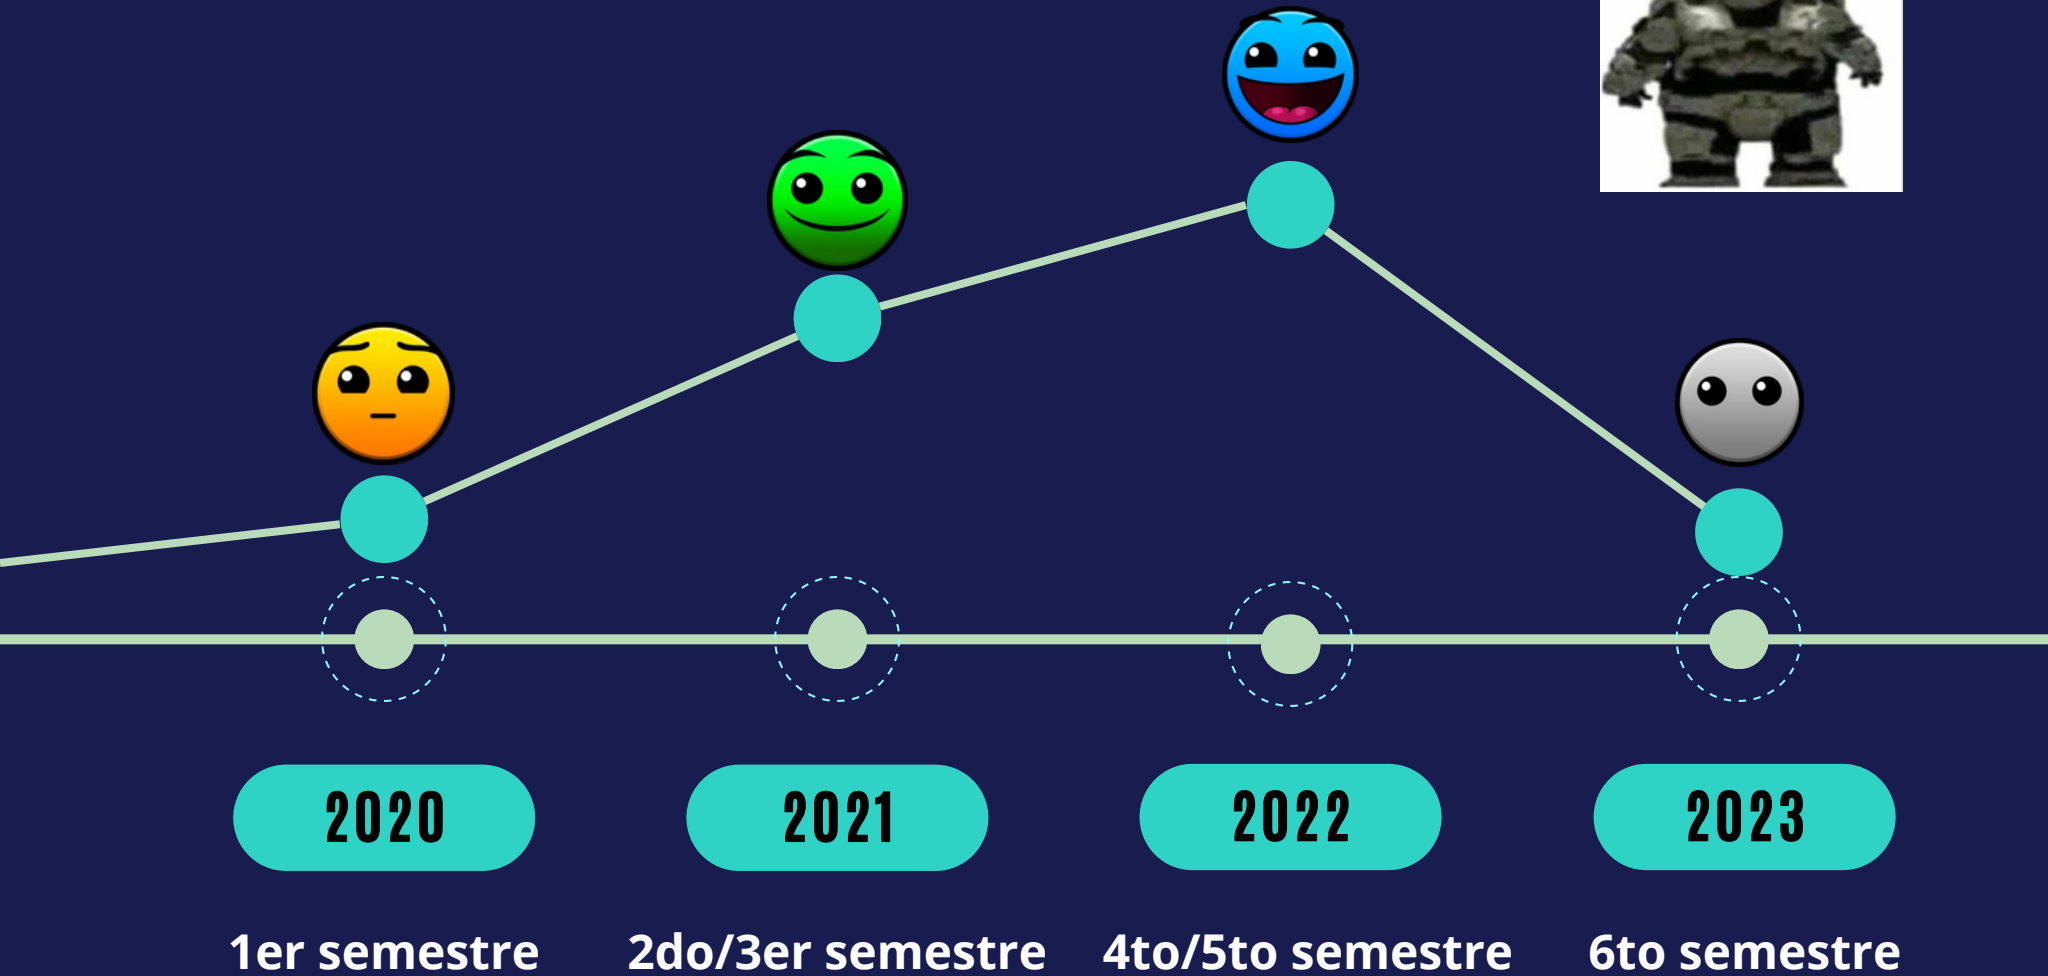 2020
2021
2022
2023
1er semestre
2do/3er semestre
4to/5to semestre
6to semestre